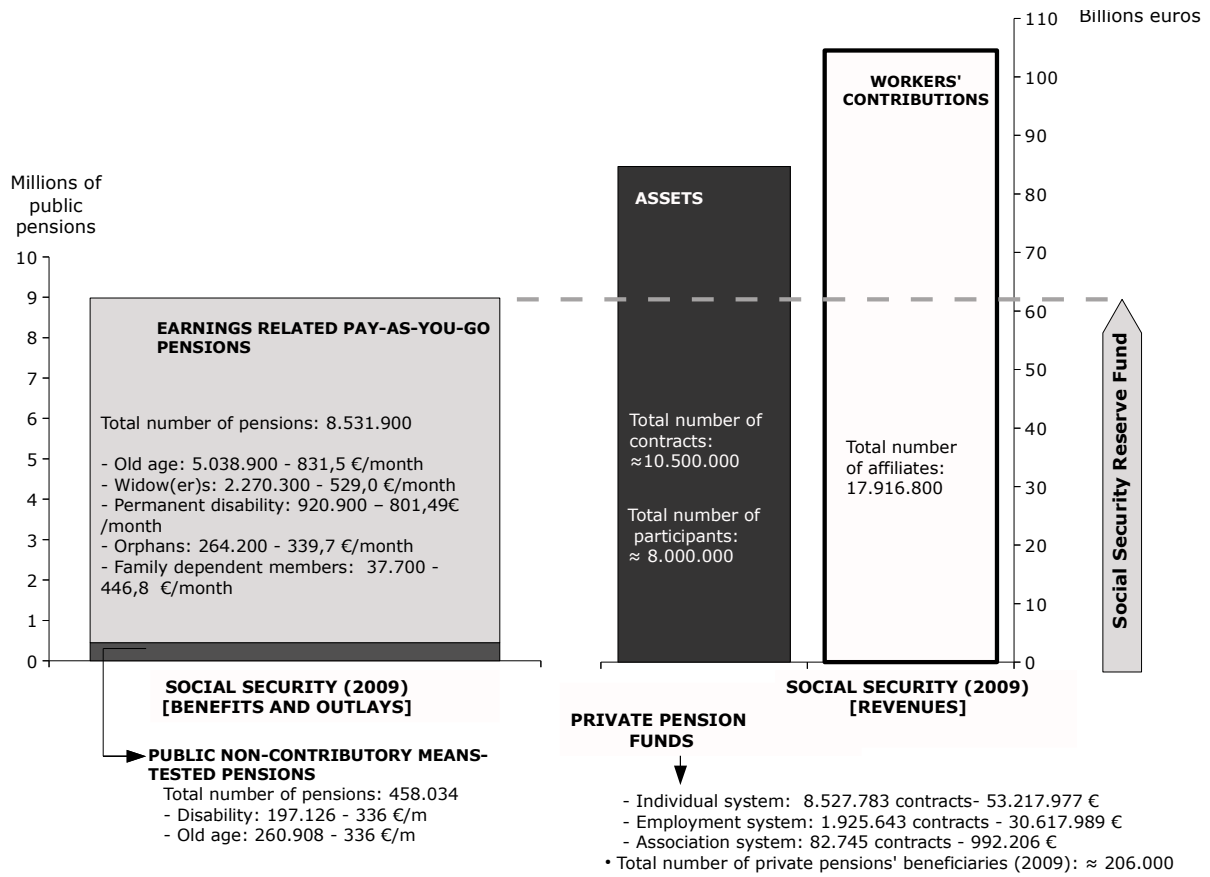 Billions euros
Millions of
public
pensions
10
9
8
7
6
5
4
3
2
1
0
EARNINGS RELATED PAY-AS-YOU-GO
PENSIONS
Total number of pensions: 8.531.900
- Old age: 5.038.900 - 831,5 €/month
- Widow(er)s: 2.270.300 - 529,0 €/month
- Permanent disability: 920.900 – 801,49€
/month
- Orphans: 264.200 - 339,7 €/month
- Family dependent members: 37.700 -
446,8 €/month
SOCIAL SECURITY (2009)
[BENEFITS AND OUTLAYS]
PUBLIC NON-CONTRIBUTORY MEANS-
TESTED PENSIONS
Total number of pensions: 458.034
- Disability: 197.126 - 336 €/m
- Old age: 260.908 - 336 €/m
ASSETS
Total number of
contracts:
≈10.500.000
Total number of
participants:
≈ 8.000.000
WORKERS'
CONTRIBUTIONS
Total number
of affiliates:
17.916.800
110
100
90
80
70
60
50
40
30
20
10
0
Social Security Reserve Fund
SOCIAL SECURITY (2009)
[REVENUES]
PRIVATE PENSION
FUNDS
- Individual system: 8.527.783 contracts- 53.217.977 €
- Employment system: 1.925.643 contracts - 30.617.989 €
- Association system: 82.745 contracts - 992.206 €
• Total number of private pensions' beneficiaries (2009): ≈ 206.000